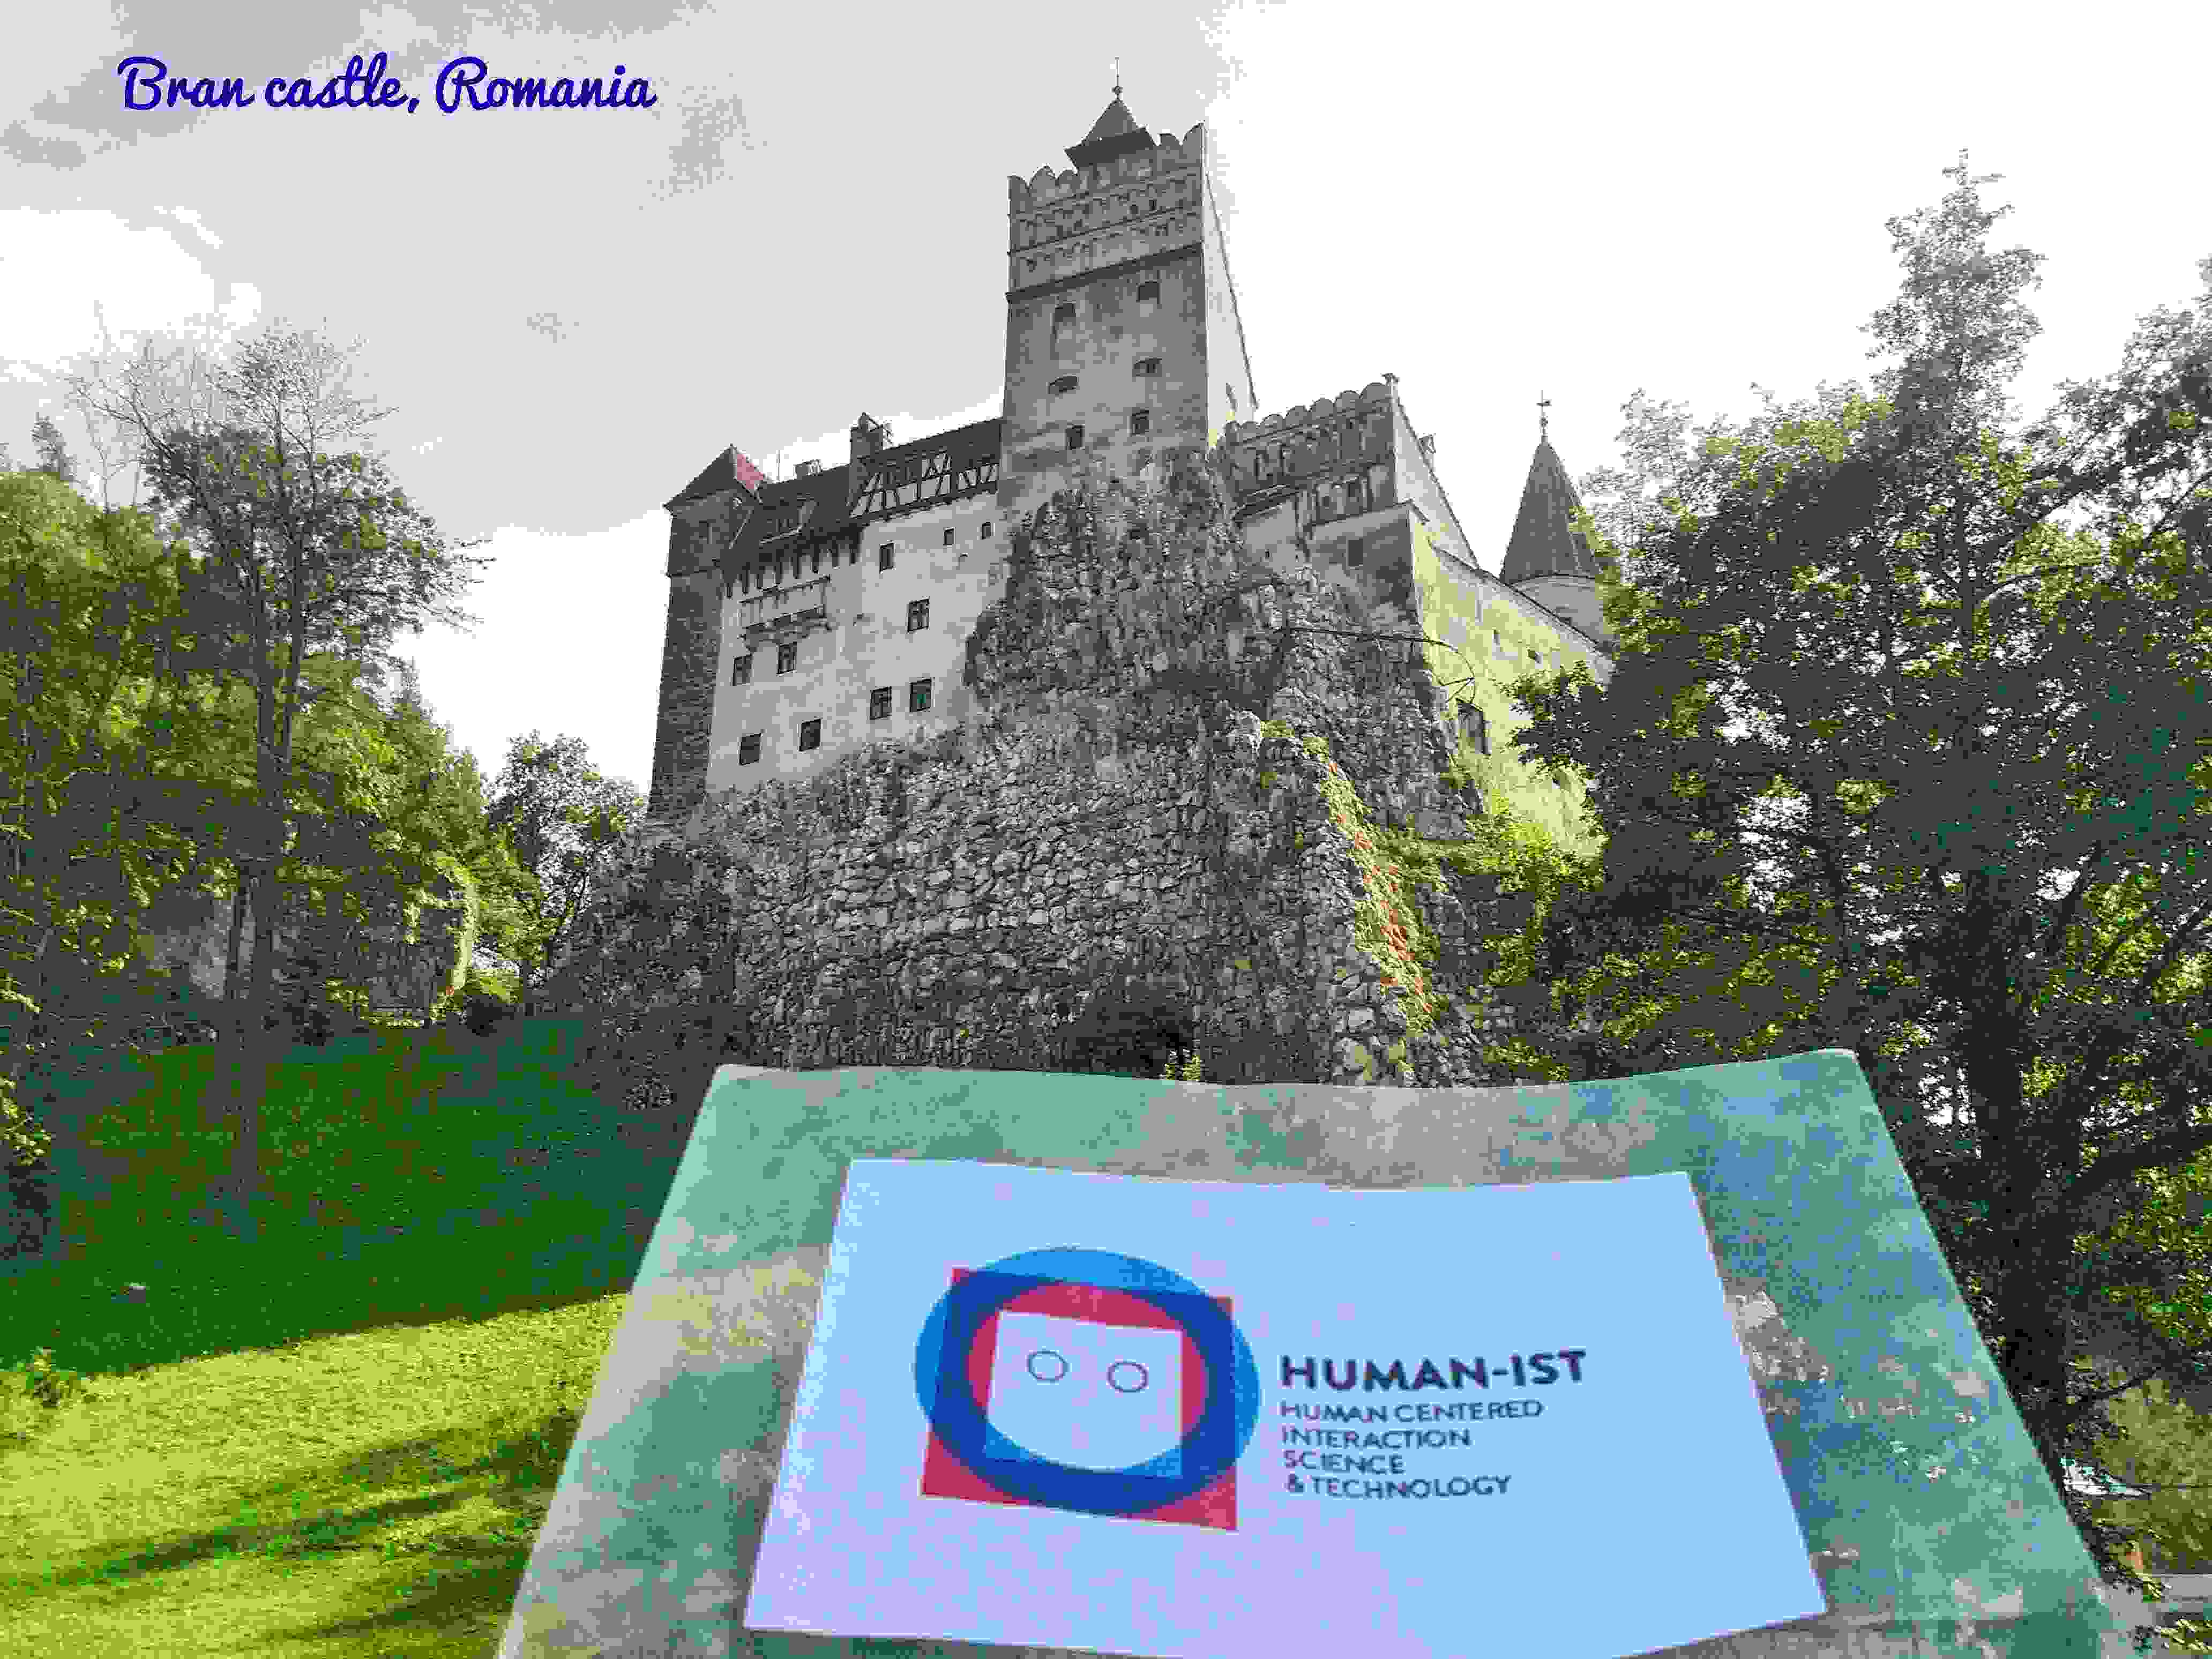 Bran castle, Romania
HUMAN-IST
HUMAN CENTERED
INTERACTION
SCIENCE
& TECHNOLOGY